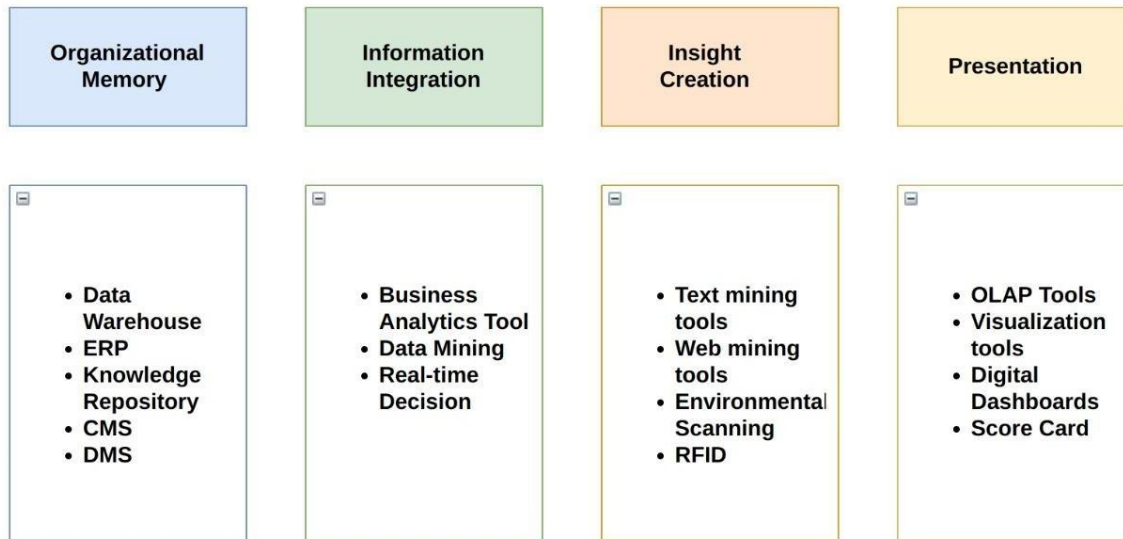 Organizational
Memory
Information
Integration
Insight
Creation
Presentation
• Data
Warehouse
• ERP
• Knowledge
Repository
• CMS
• DMS
• Business
Analytics Tool
• Data Mining
• Real-time
Decision
• Text mining
tools
• Web mining
tools
• Environmental
Scanning
• RFID
• OLAP Tools
• Visualization
tools
• Digital
Dashboards
• Score Card